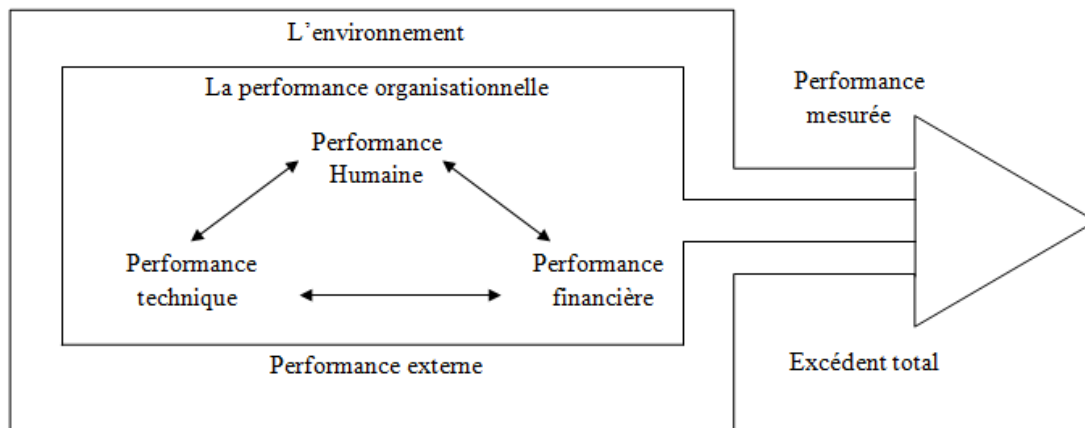 L'environnement
La performance organisationnelle
Performance
mesurée
Performance
Humaine
Performance
technique
Performance
financière
Performance externe
Excédent total